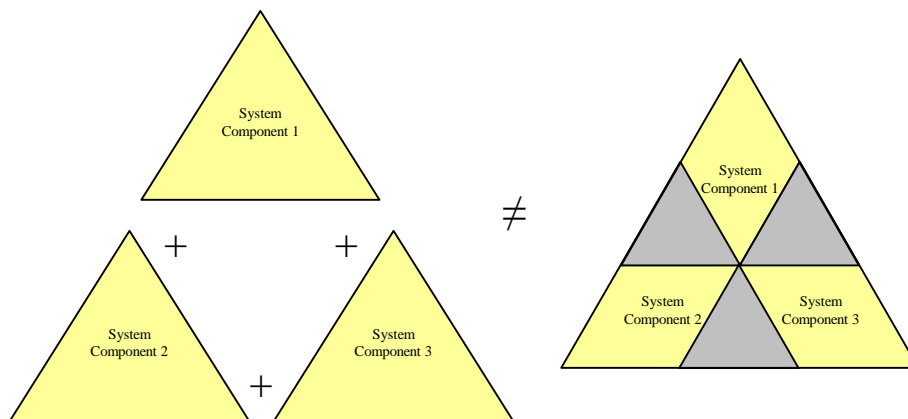 System
Component 1
+
+
System
Component 2
System
Component 3
+
≠
System
Component 1
System
Component 2
System
Component 3